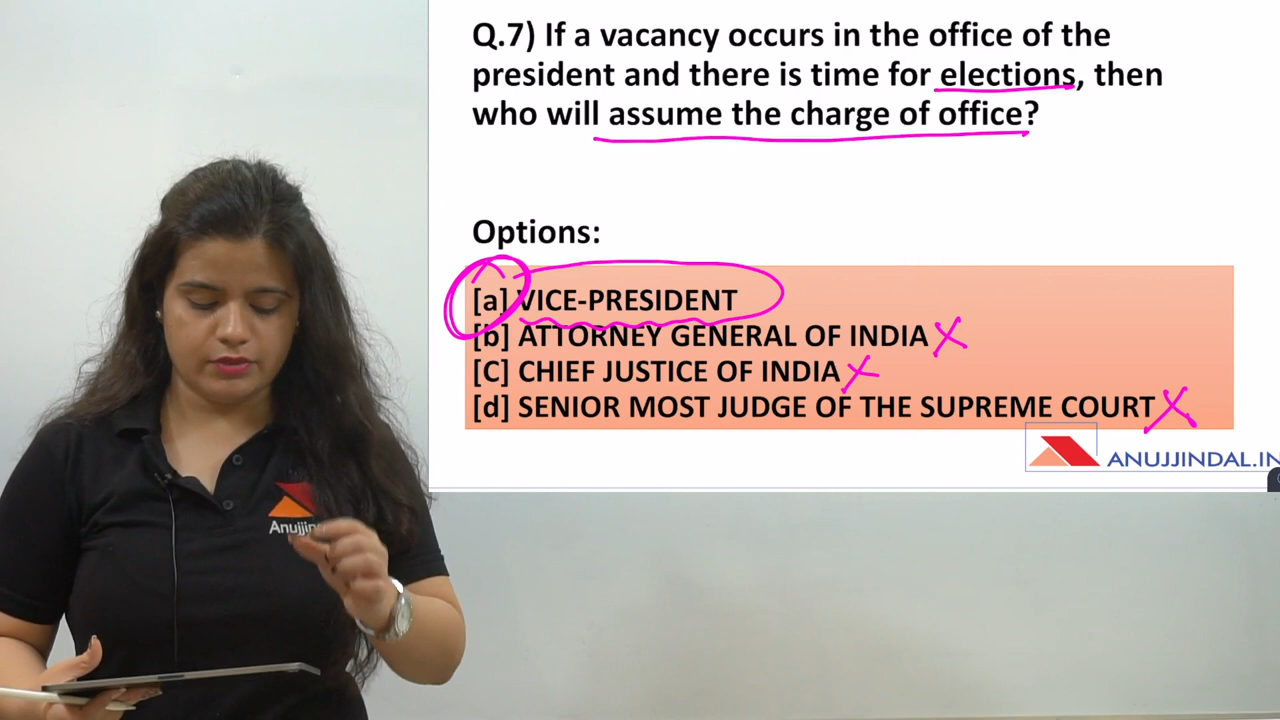 Q.7) If a vacancy occurs in the office of the
president and there is time for elections, then
who will assume the charge of office?
Options:
[a] VICE-PRESIDENT
[b] ATTORNEY GENERAL OF INDIA
[C] CHIEF JUSTICE OF INDIA
[d] SENIOR MOST JUDGE OF THE SUPREME COURT
ANUJJINDAL.IN